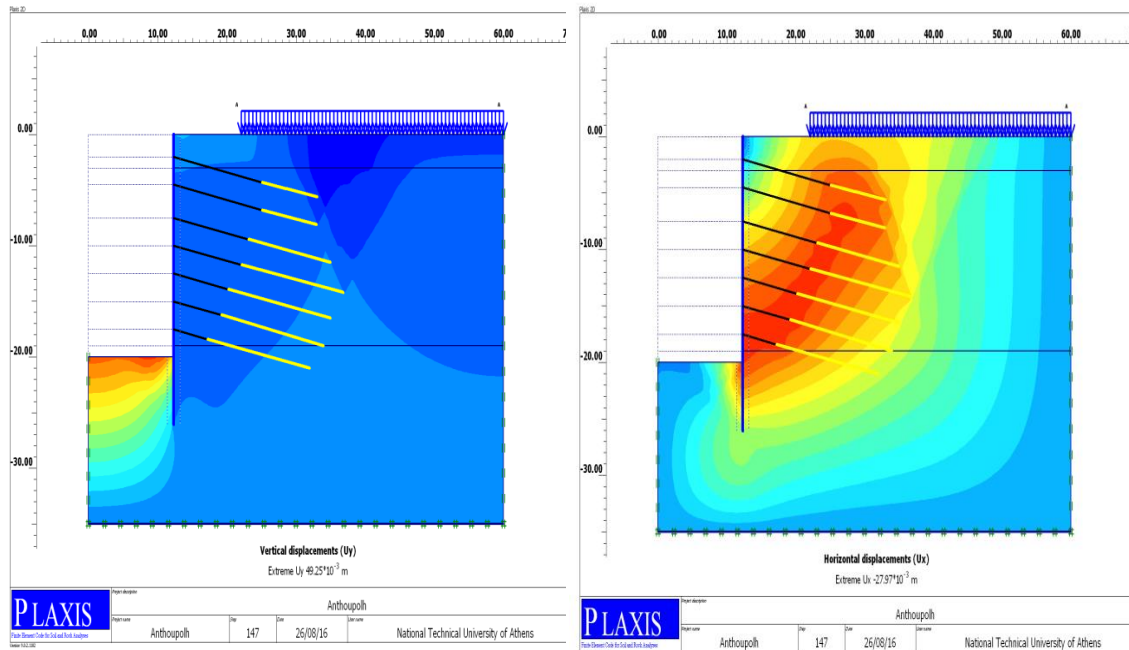 Plaxis 2D
0.00 10.00 20.00 30.00 40.00 50.00 60.00
A A
0.00
-10.00
-20.00
-30.00
Vertical displacements (Uy)
Extreme Uy 49.25*10-3 m
PLAXIS
Finite Element Code for Soil and Rock Analyses
Project description
Anthoupolh
Project name
Anthoupolh
Step
147
Date
26/08/16
User name
National Technical University of Athens
Plaxis 2D
0.00 10.00 20.00 30.00 40.00 50.00 60.00
A A
0.00
-10.00
-20.00
-30.00
Horizontal displacements (Ux)
Extreme Ux -27.97*10-3 m
PLAXIS
Finite Element Code for Soil and Rock Analyses
Project description
Anthoupolh
Project name
Anthoupolh
Step
147
Date
26/08/16
User name
National Technical University of Athens